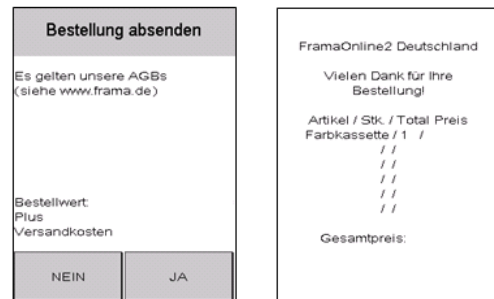 Bestellung absenden
Es gelten unsere AGBs
(siehe www.frama.de)
Bestellwert:
Plus
Versandkosten
NEIN
JA
FramaOnline2 Deutschland
Vielen Dank für Ihre
Bestellung!
Artikel / Stk. / Total Preis
Farbkassette / 1 /
/ /
/ /
/ /
/ /
/ /
Gesamtpreis: